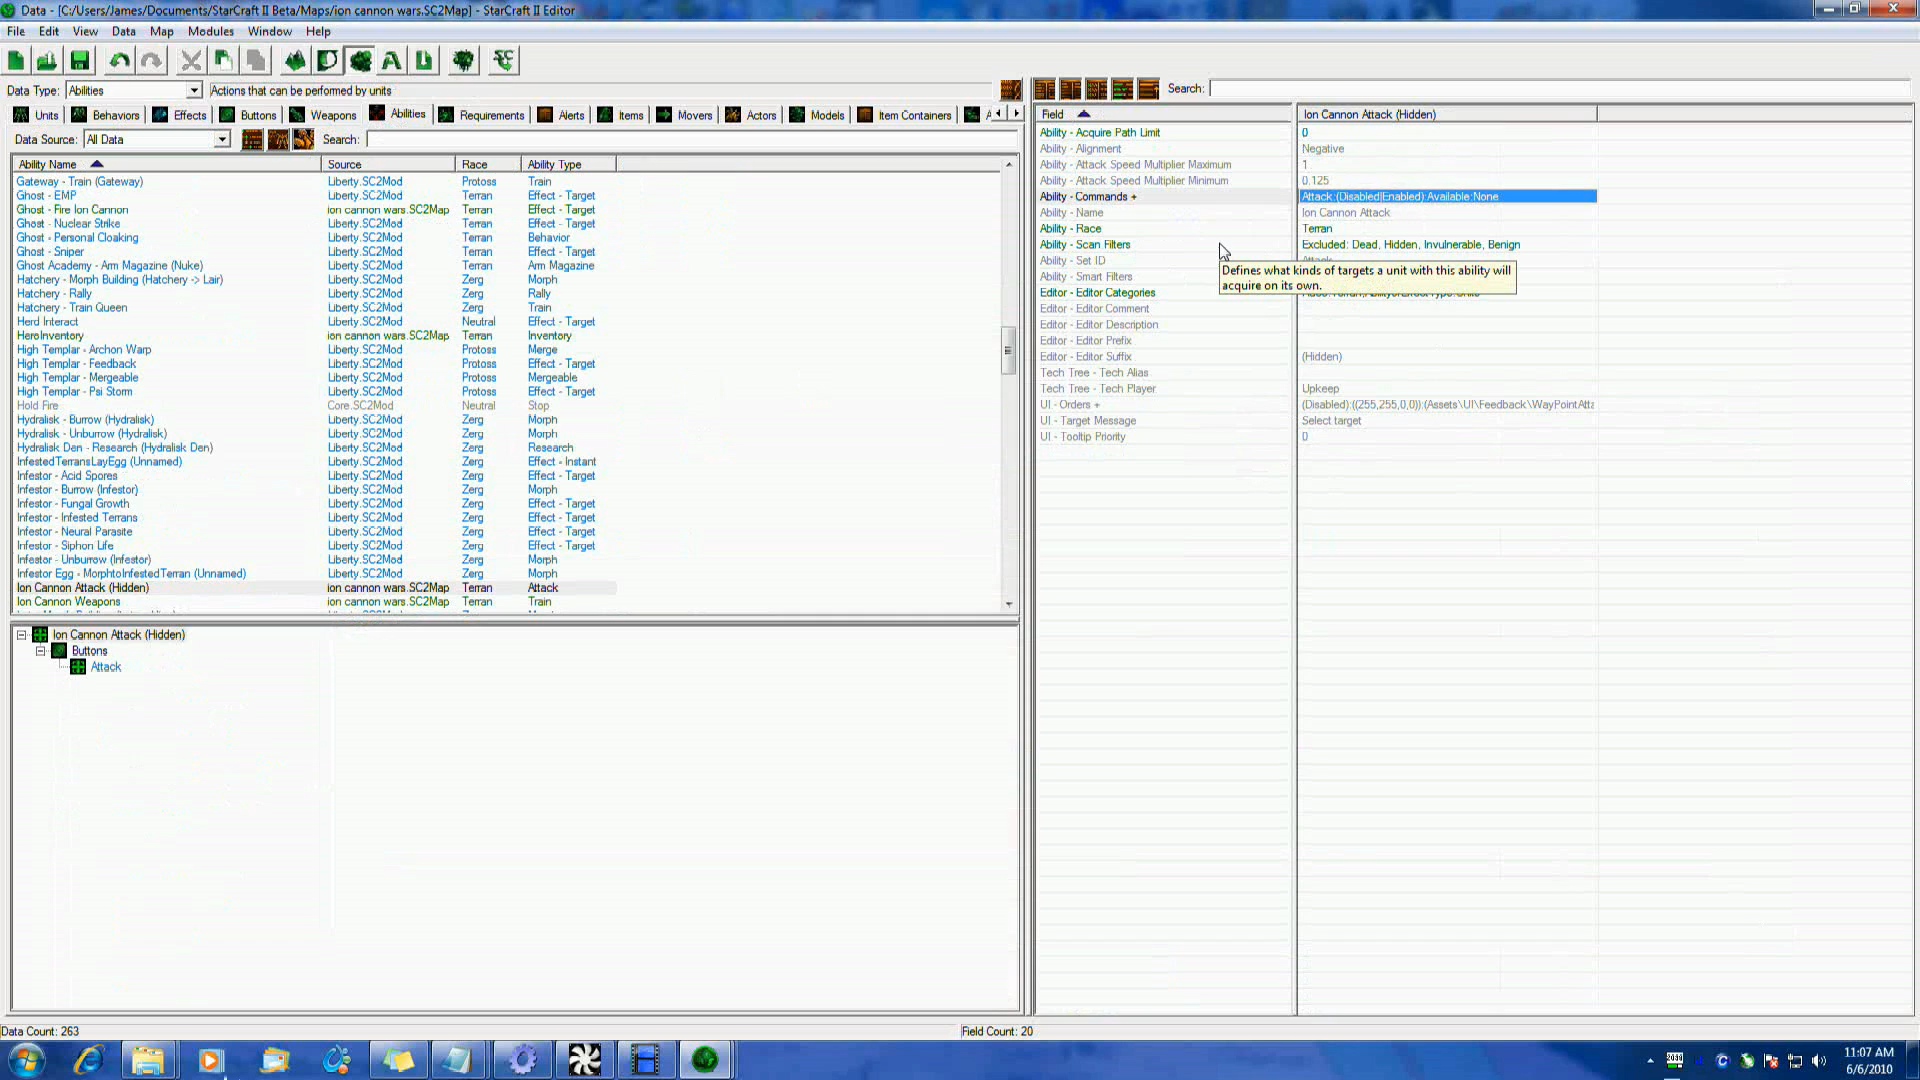 Data - [C:/Users/James/Documents/StarCraft II Beta/Maps/ion cannon wars.SC2Map] - StarCraft II Editor
File Edit View Data Map Modules Window Help
Data Type: Abilities Actions that can be performed by units
Search:
Units Behaviors Effects Buttons Weapons Abilities Requirements Alerts Items Movers Actors Models Item Containers
Data Source: All Data Search:
Ability Name Source Race Ability Type
Gateway - Train (Gateway) Liberty.SC2Mod Protoss Train
Ghost - EMP Liberty.SC2Mod Terran Effect - Target
Ghost - Fire Ion Cannon ion cannon wars.SC2Map Terran Effect - Target
Ghost - Nuclear Strike Liberty.SC2Mod Terran Effect - Target
Ghost - Personal Cloaking Liberty.SC2Mod Terran Behavior
Ghost - Sniper Liberty.SC2Mod Terran Effect - Target
Ghost Academy - Arm Magazine (Nuke) Liberty.SC2Mod Terran Arm Magazine
Hatchery - Morph Building (Hatchery -> Lair) Liberty.SC2Mod Zerg Morph
Hatchery - Rally Liberty.SC2Mod Zerg Rally
Hatchery - Train Queen Liberty.SC2Mod Zerg Train
Herd Interact Liberty.SC2Mod Neutral Effect - Target
HeroInventory ion cannon wars.SC2Map Terran Inventory
High Templar - Archon Warp Liberty.SC2Mod Protoss Merge
High Templar - Feedback Liberty.SC2Mod Protoss Effect - Target
High Templar - Mergeable Liberty.SC2Mod Protoss Mergeable
High Templar - Psi Storm Liberty.SC2Mod Protoss Effect - Target
Hold Fire Core.SC2Mod Neutral Stop
Hydralisk - Burrow (Hydralisk) Liberty.SC2Mod Zerg Morph
Hydralisk - Unburrow (Hydralisk) Liberty.SC2Mod Zerg Morph
Hydralisk Den - Research (Hydralisk Den) Liberty.SC2Mod Zerg Research
InfestedTerransLayEgg (Unnamed) Liberty.SC2Mod Zerg Effect - Instant
Infestor - Acid Spores Liberty.SC2Mod Zerg Effect - Target
Infestor - Burrow (Infestor) Liberty.SC2Mod Zerg Morph
Infestor - Fungal Growth Liberty.SC2Mod Zerg Effect - Target
Infestor - Infested Terrans Liberty.SC2Mod Zerg Effect - Target
Infestor - Neural Parasite Liberty.SC2Mod Zerg Effect - Target
Infestor - Siphon Life Liberty.SC2Mod Zerg Effect - Target
Infestor - Unburrow (Infestor) Liberty.SC2Mod Zerg Morph
Infestor Egg - MorphtoInfestedTerran (Unnamed) Liberty.SC2Mod Zerg Morph
Ion Cannon Attack (Hidden) ion cannon wars.SC2Map Terran Attack
Ion Cannon Weapons ion cannon wars.SC2Map Terran Train
Ion Cannon Attack (Hidden)
Buttons
Attack
Field Ion Cannon Attack (Hidden)
Ability - Acquire Path Limit 0
Ability - Alignment Negative
Ability - Attack Speed Multiplier Maximum 1
Ability - Attack Speed Multiplier Minimum 0.125
Ability - Commands + Attack:(Disabled|Enabled):Available:None
Ability - Name Ion Cannon Attack
Ability - Race Terran
Ability - Scan Filters Excluded: Dead, Hidden, Invulnerable, Benign
Ability - Set ID
Ability - Smart Filters
Defines what kinds of targets a unit with this ability will
acquire on its own.
Editor - Editor Categories
Editor - Editor Comment
Editor - Editor Description
Editor - Editor Prefix
Editor - Editor Suffix (Hidden)
Tech Tree - Tech Alias
Tech Tree - Tech Player Upkeep
UI - Orders + (Disabled):((255,255,0,0)):(Assets\UI\Feedback\WayPointAtta
UI - Target Message Select target
UI - Tooltip Priority 0
Data Count: 263 Field Count: 20
11:07 AM
6/6/2010